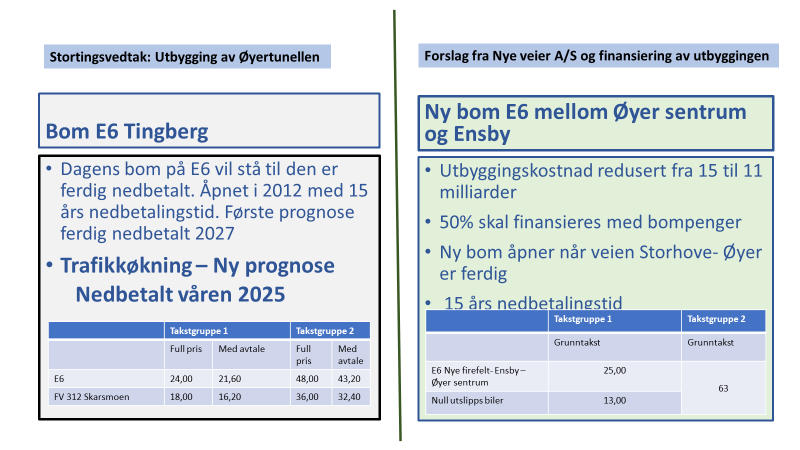 Stortingsvedtak: Utbygging av Øyertunellen
Bom E6 Tingberg
• Dagens bom på E6 vil stå til den er
ferdig nedbetalt. Åpnet i 2012 med 15
års nedbetalingstid. Første prognose
ferdig nedbetalt 2027
• Trafikkøkning – Ny prognose
Nedbetalt våren 2025
Takstgruppe 1 Takstgruppe 2
Full pris Med avtale Full pris Med avtale
E6 24,00 21,60 48,00 43,20
FV 312 Skarsmoen 18,00 16,20 36,00 32,40
Forslag fra Nye veier A/S og finansiering av utbyggingen
Ny bom E6 mellom Øyer sentrum
og Ensby
• Utbyggingskostnad redusert fra 15 til 11
milliarder
• 50% skal finansieres med bompenger
• Ny bom åpner når veien Storhove- Øyer
er ferdig
• 15 års nedbetalingstid
Takstgruppe 1 Takstgruppe 2
Grunntakst Grunntakst
E6 Nye firefelt- Ensby –
Øyer sentrum 25,00 63
Null utslipps biler 13,00